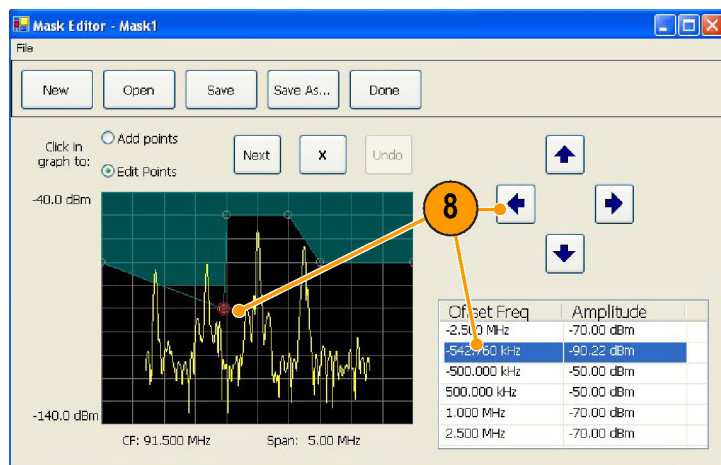 Mask Editor - Mask1
File
New Open Save Save As... Done
Click in graph to:
Add points
Edit Points
Next X Undo
-40.0 dBm
8
-140.0 dBm
CF: 91.500 MHz Span: 5.00 MHz
Offset Freq Amplitude
-2.500 MHz -70.00 dBm
-542.760 kHz -90.22 dBm
-500.000 kHz -50.00 dBm
500.000 kHz -50.00 dBm
1.000 MHz -70.00 dBm
2.500 MHz -70.00 dBm